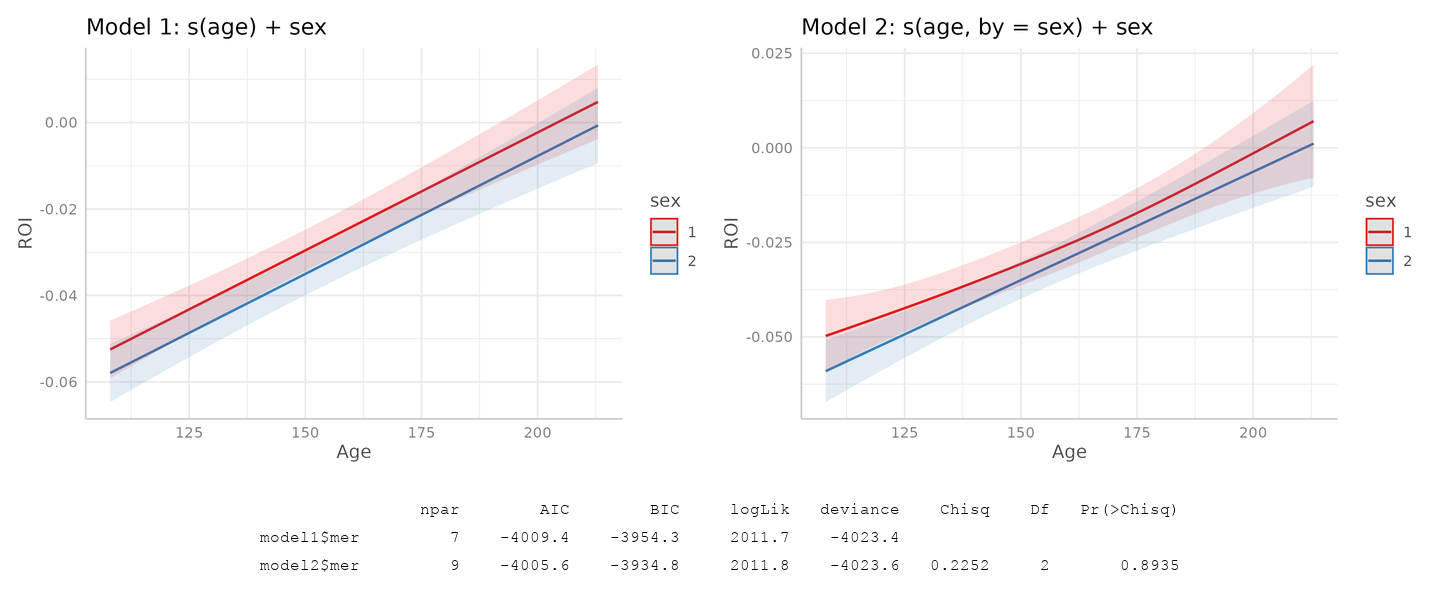 Model 1: s(age) + sex
0.00
-0.02
-0.04
-0.06
ROI
125 150 175 200
Age
sex
1
2
Model 2: s(age, by = sex) + sex
0.025
0.000
-0.025
-0.050
ROI
125 150 175 200
Age
sex
1
2
npar AIC BIC logLik deviance Chisq Df Pr(>Chisq)
model1$mer 7 -4009.4 -3954.3 2011.7 -4023.4
model2$mer 9 -4005.6 -3934.8 2011.8 -4023.6 0.2252 2 0.8935